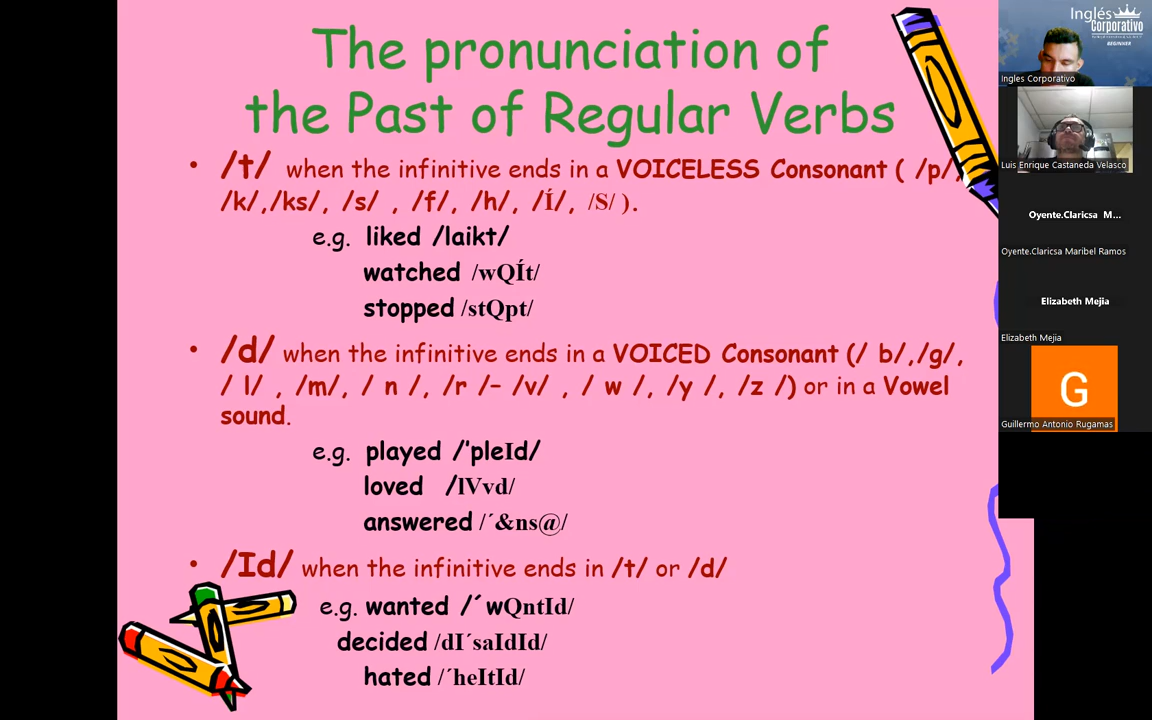 The pronunciation of
the Past of Regular Verbs
• /t/ when the infinitive ends in a VOICELESS Consonant ( /p/,
/k/,/ks/, /s/ , /f/, /h/, /Í/, /S/ ).
e.g. liked /laikt/
watched /wQÍt/
stopped /stQpt/
• /d/ when the infinitive ends in a VOICED Consonant (/ b/,/g/,
/ l/ , /m/, / n /, /r /– /v/ , / w /, /y /, /z /) or in a Vowel
sound.
e.g. played /'pleId/
loved /lVvd/
answered /´&ns@/
• /Id/ when the infinitive ends in /t/ or /d/
e.g. wanted /´wQntId/
decided /dI´saIdId/
hated /´heItId/
Inglés
Corporativo
BEGINNER
Ingles Corporativo
Luis Enrique Castaneda Velasco
Oyente.Claricsa M...
Oyente.Claricsa Maribel Ramos
Elizabeth Mejia
Elizabeth Mejia
G
Guillermo Antonio Rugamas